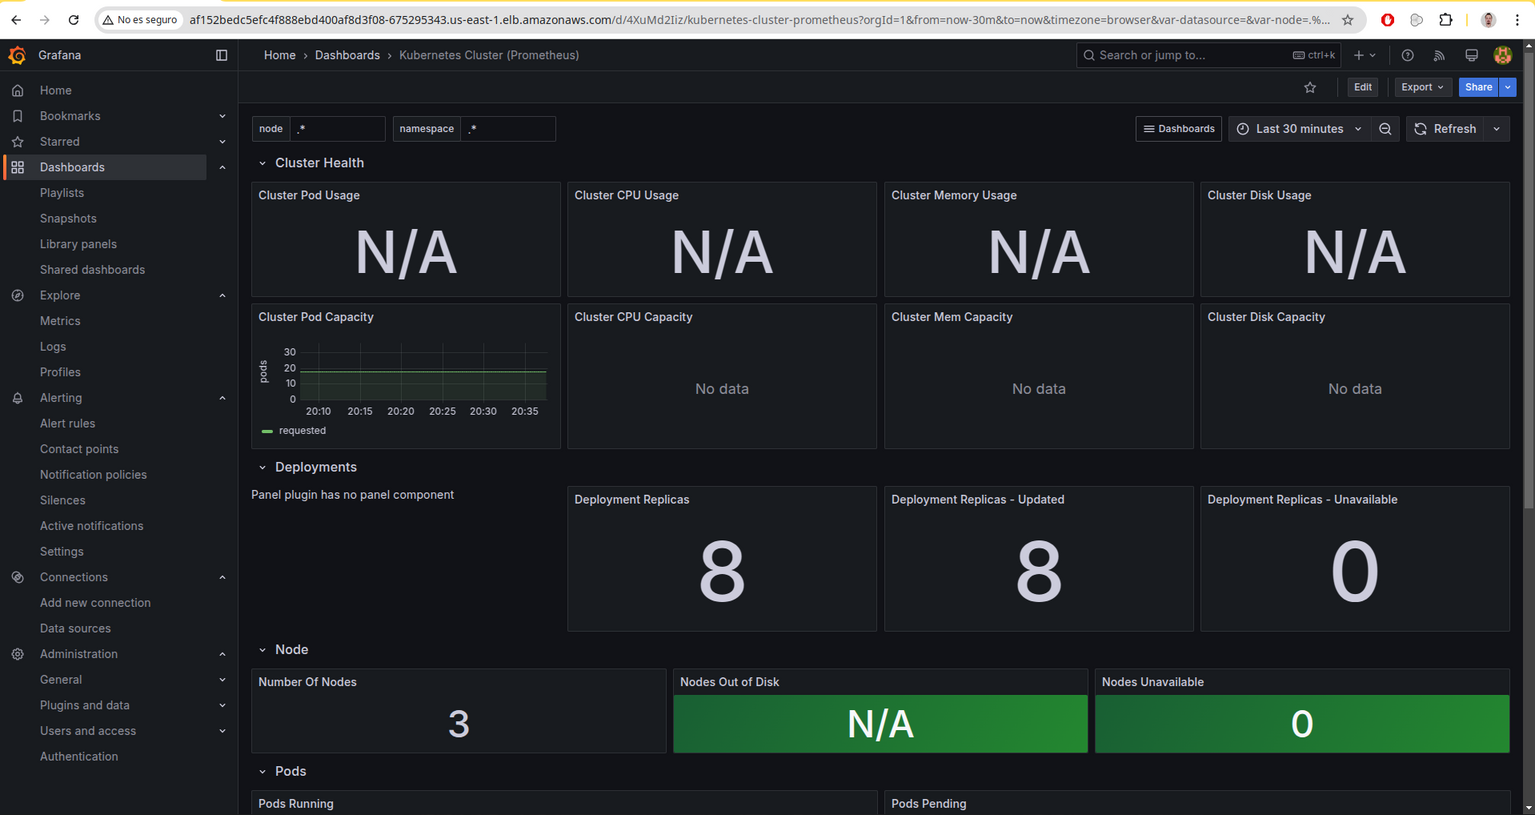 No es seguro af152bedc5efc4f888ebd400af8d3f08-675295343.us-east-1.elb.amazonaws.com/d/4XuMd2Iiz/kubernetes-cluster-prometheus?orgId=1&from=now-30m&to=now&timezone=browser&var-datasource=&var-node=.%...
Grafana
Home › Dashboards › Kubernetes Cluster (Prometheus)
Search or jump to... ctrl+k
Edit Export Share
Home
Bookmarks
Starred
Dashboards
Playlists
Snapshots
Library panels
Shared dashboards
Explore
Metrics
Logs
Profiles
Alerting
Alert rules
Contact points
Notification policies
Silences
Active notifications
Settings
Connections
Add new connection
Data sources
Administration
General
Plugins and data
Users and access
Authentication
node .* namespace .*
Dashboards Last 30 minutes Refresh
Cluster Health
Cluster Pod Usage
N/A
Cluster CPU Usage
N/A
Cluster Memory Usage
N/A
Cluster Disk Usage
N/A
Cluster Pod Capacity
pods
30
20
10
0
20:10 20:15 20:20 20:25 20:30 20:35
requested
Cluster CPU Capacity
No data
Cluster Mem Capacity
No data
Cluster Disk Capacity
No data
Deployments
Panel plugin has no panel component
Deployment Replicas
8
Deployment Replicas - Updated
8
Deployment Replicas - Unavailable
0
Node
Number Of Nodes
3
Nodes Out of Disk
N/A
Nodes Unavailable
0
Pods
Pods Running
Pods Pending